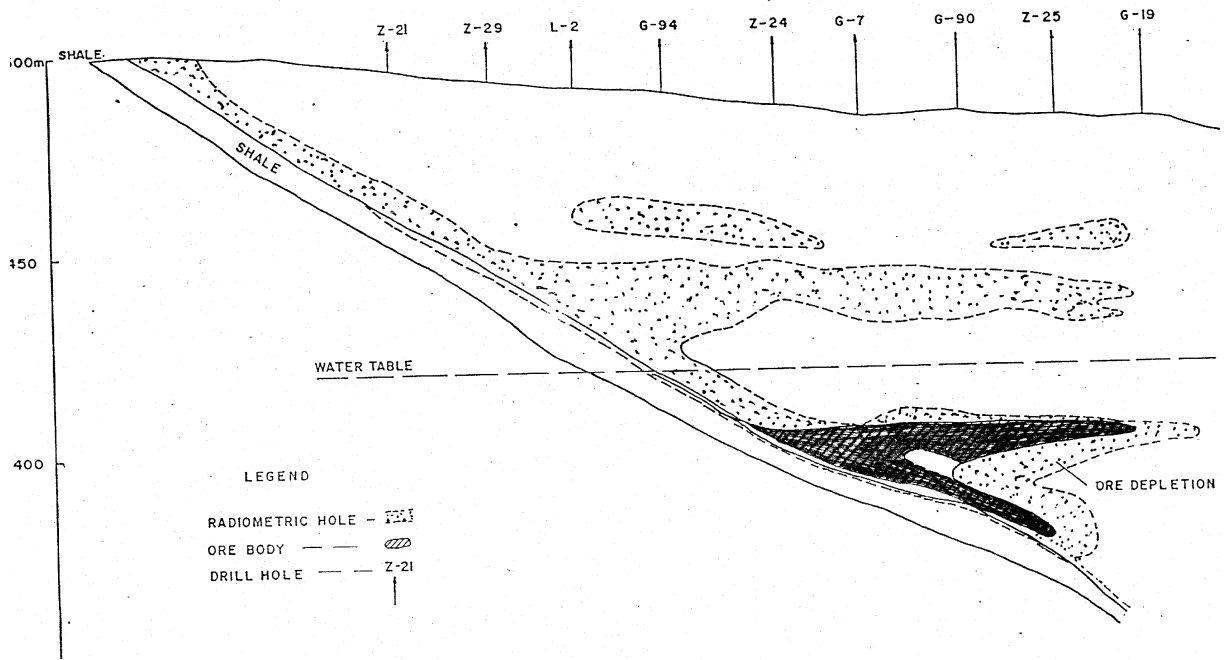 Z-21 Z-29 L-2 G-94 Z-24 G-7 G-90 Z-25 G-19
SHALE.
500m
SHALE
450
WATER TABLE
400
ORE DEPLETION
LEGEND
RADIOMETRIC HOLE -
ORE BODY — —
DRILL HOLE — — Z-21